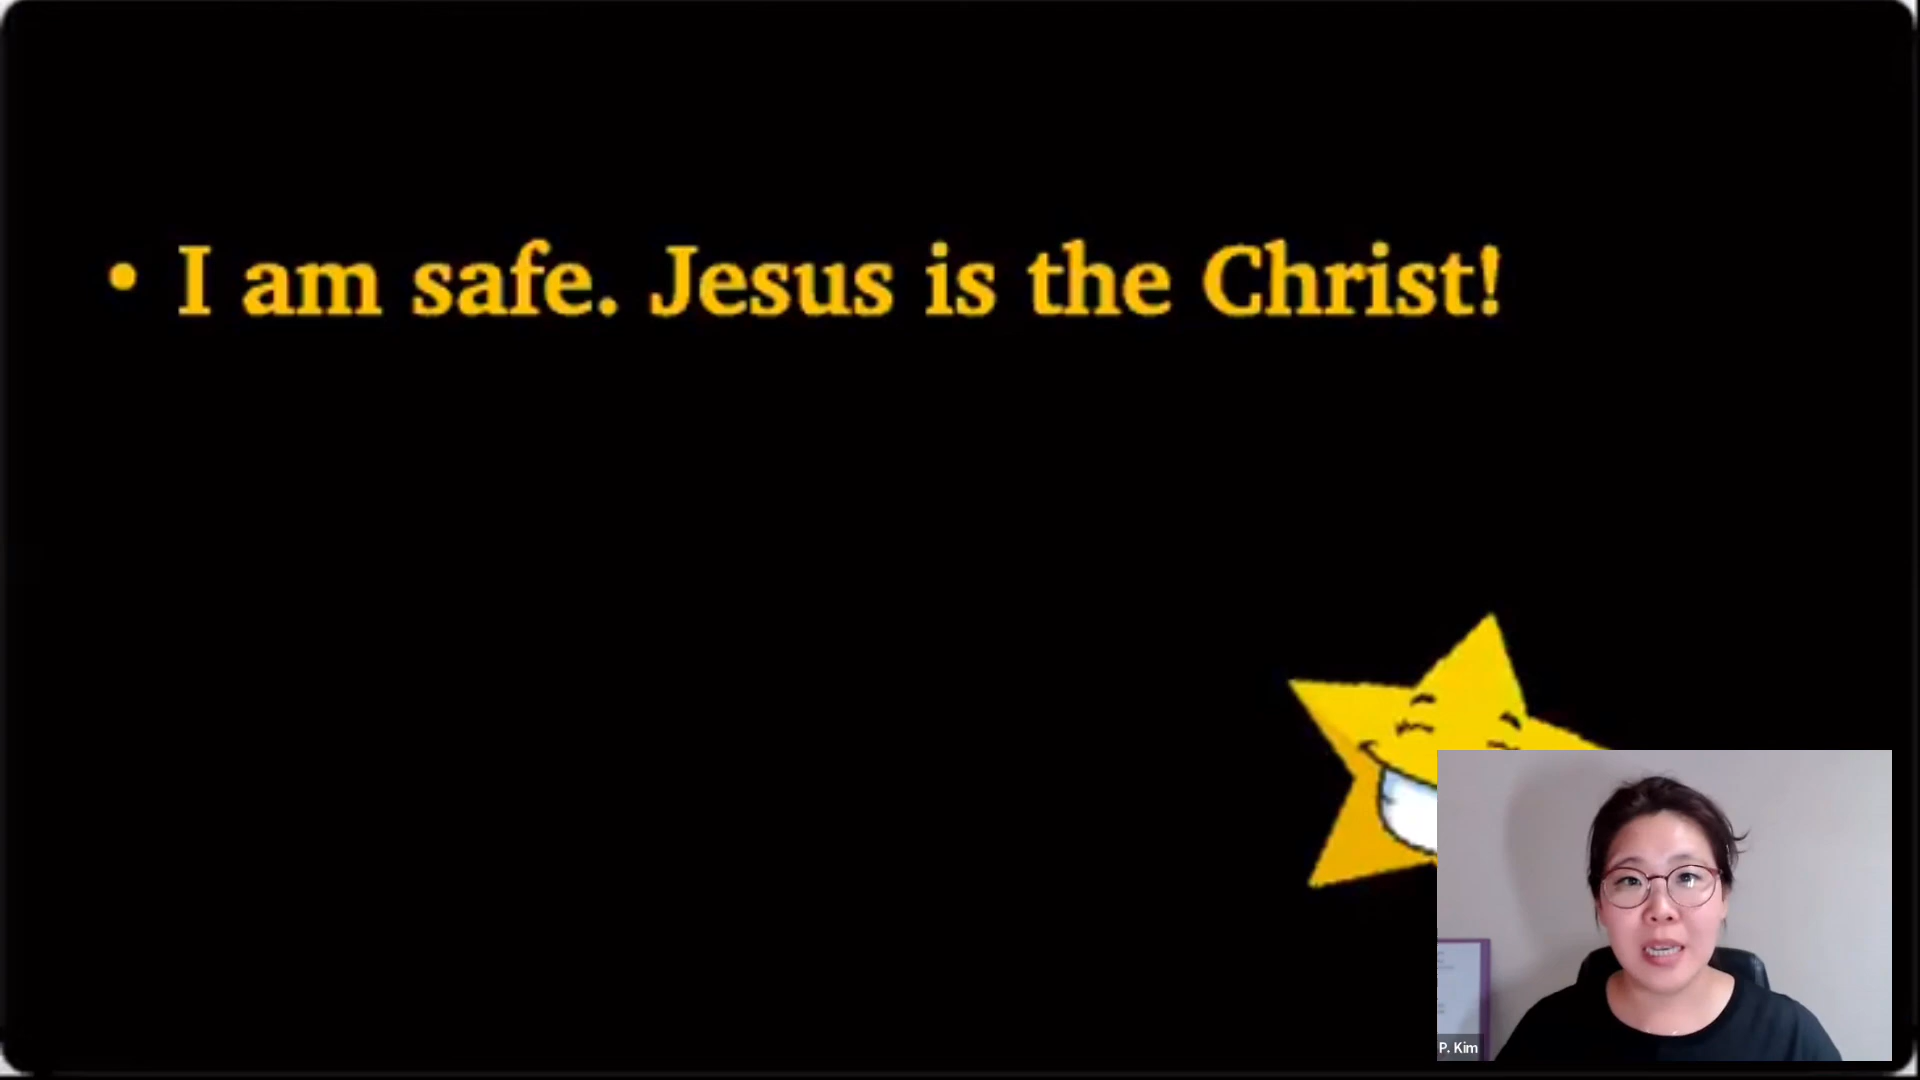 • I am safe. Jesus is the Christ!
P. Kim